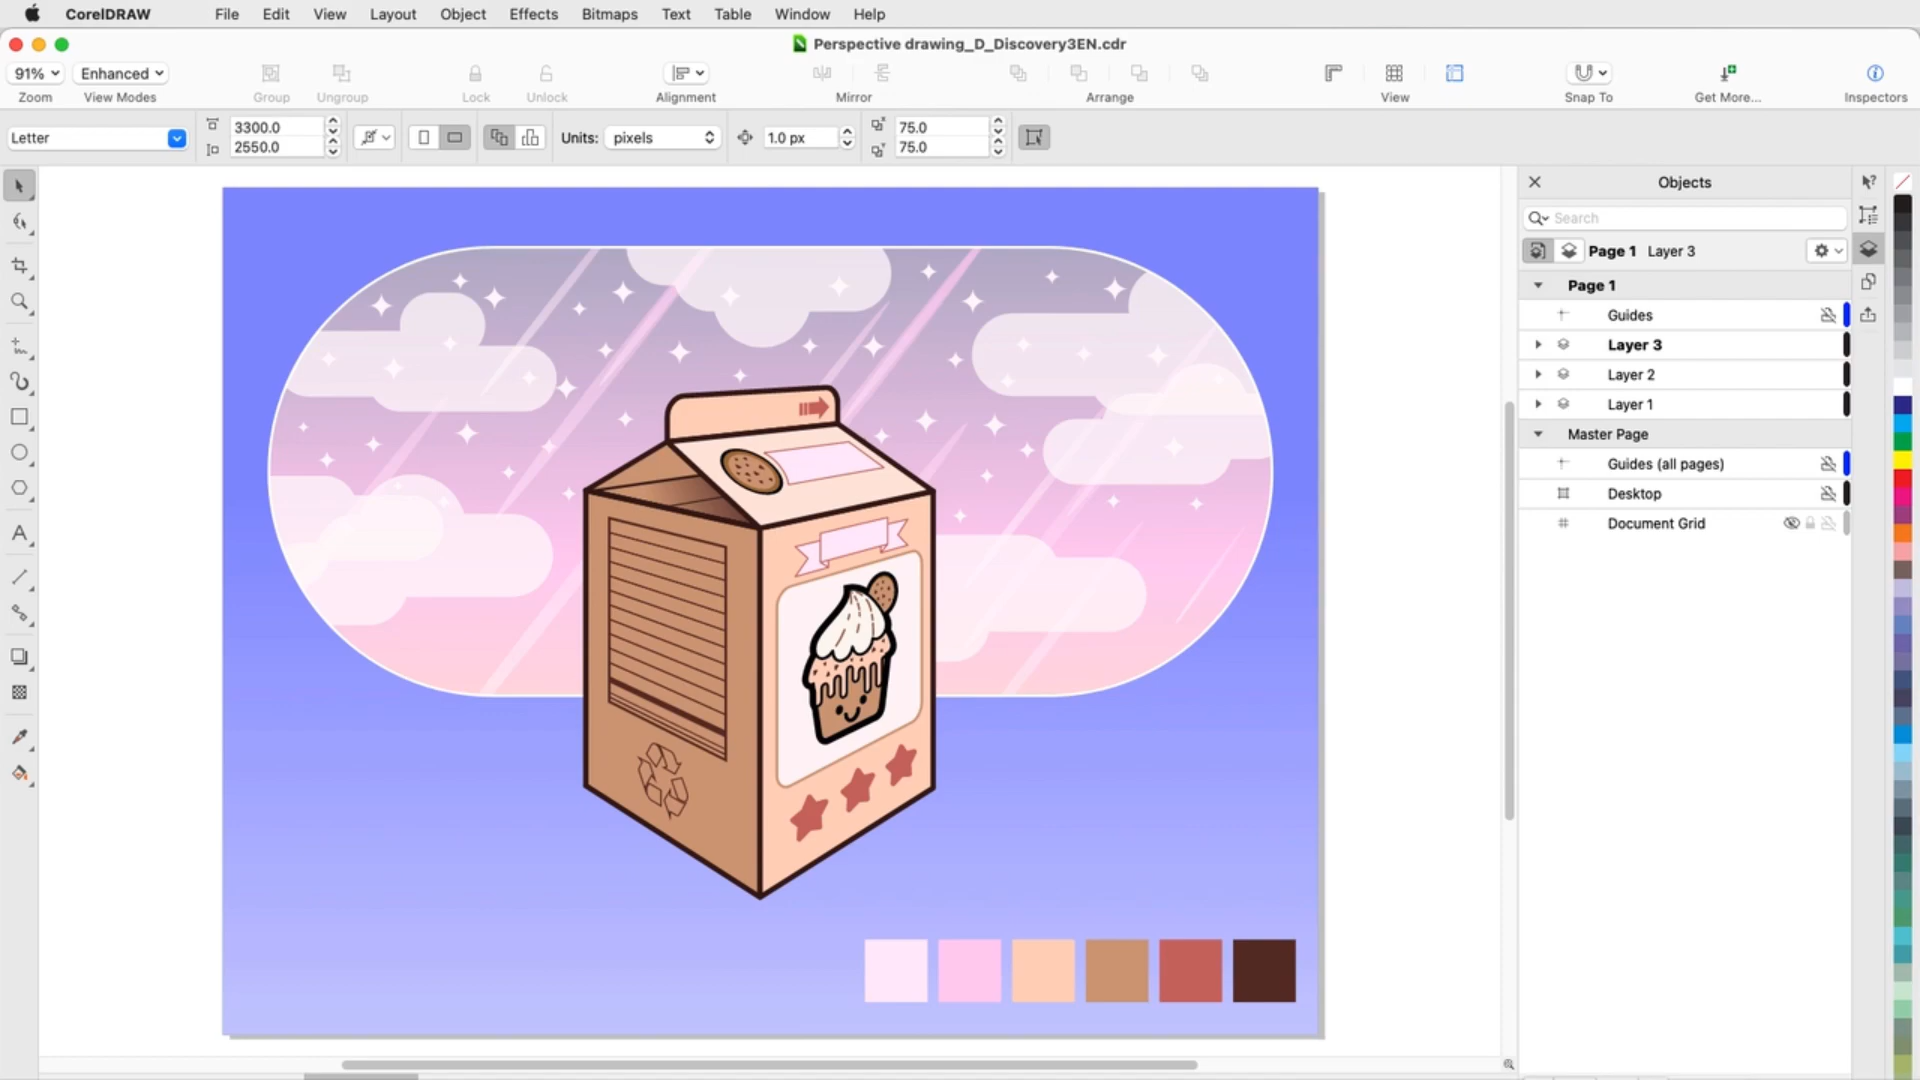 CorelDRAW File Edit View Layout Object Effects Bitmaps Text Table Window Help
Perspective drawing_D_Discovery3EN.cdr
91% Enhanced
Zoom View Modes Group Ungroup Lock Unlock Alignment Mirror Arrange View Snap To Get More... Inspectors
Letter 3300.0 2550.0 Units: pixels 1.0 px 75.0 75.0
Objects
Search
Page 1 Layer 3
Page 1
Guides
Layer 3
Layer 2
Layer 1
Master Page
Guides (all pages)
Desktop
Document Grid